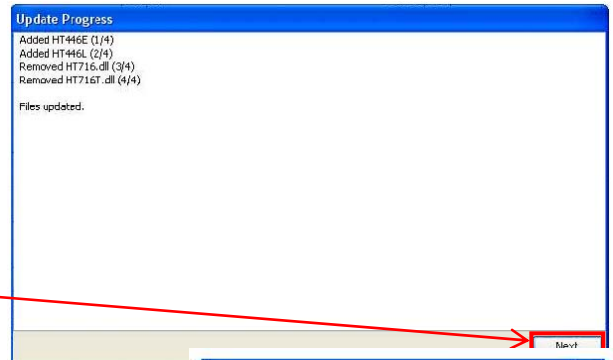 Update Progress
Added HT446E (1/4)
Added HT446L (2/4)
Removed HT716.dll (3/4)
Removed HT716T.dll (4/4)
Files updated.
Next